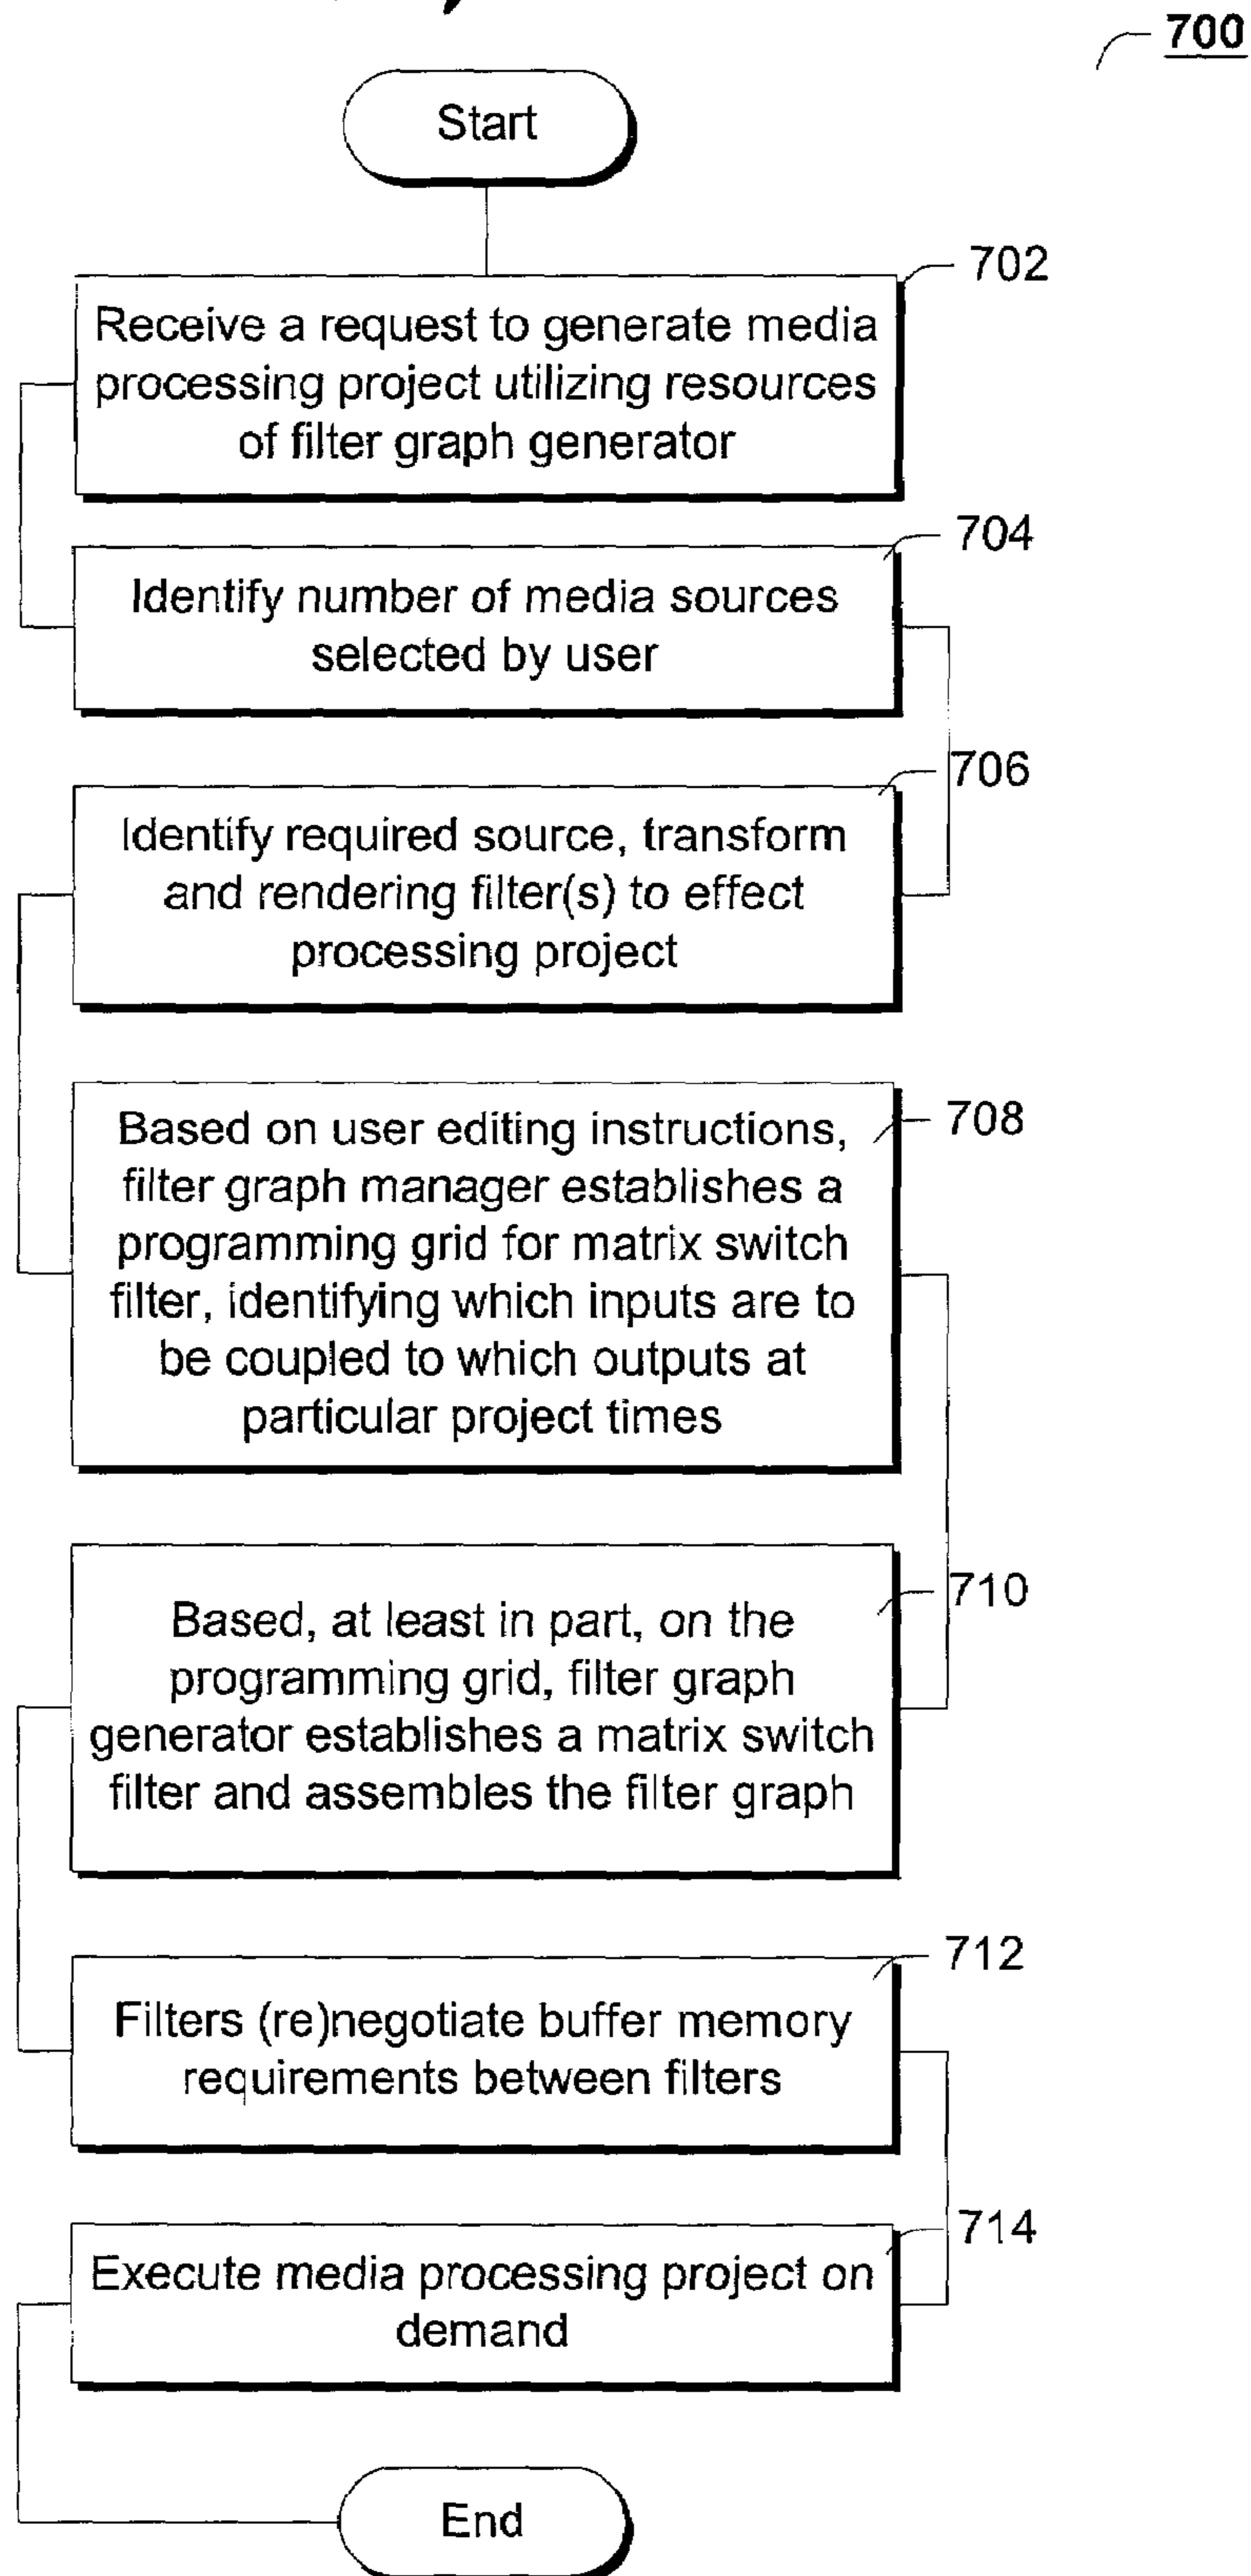 700
Start
702
Receive a request to generate media
processing project utilizing resources
of filter graph generator
704
Identify number of media sources
selected by user
706
Identify required source, transform
and rendering filter(s) to effect
processing project
708
Based on user editing instructions,
filter graph manager establishes a
programming grid for matrix switch
filter, identifying which inputs are to
be coupled to which outputs at
particular project times
710
Based, at least in part, on the
programming grid, filter graph
generator establishes a matrix switch
filter and assembles the filter graph
712
Filters (re)negotiate buffer memory
requirements between filters
714
Execute media processing project on
demand
End